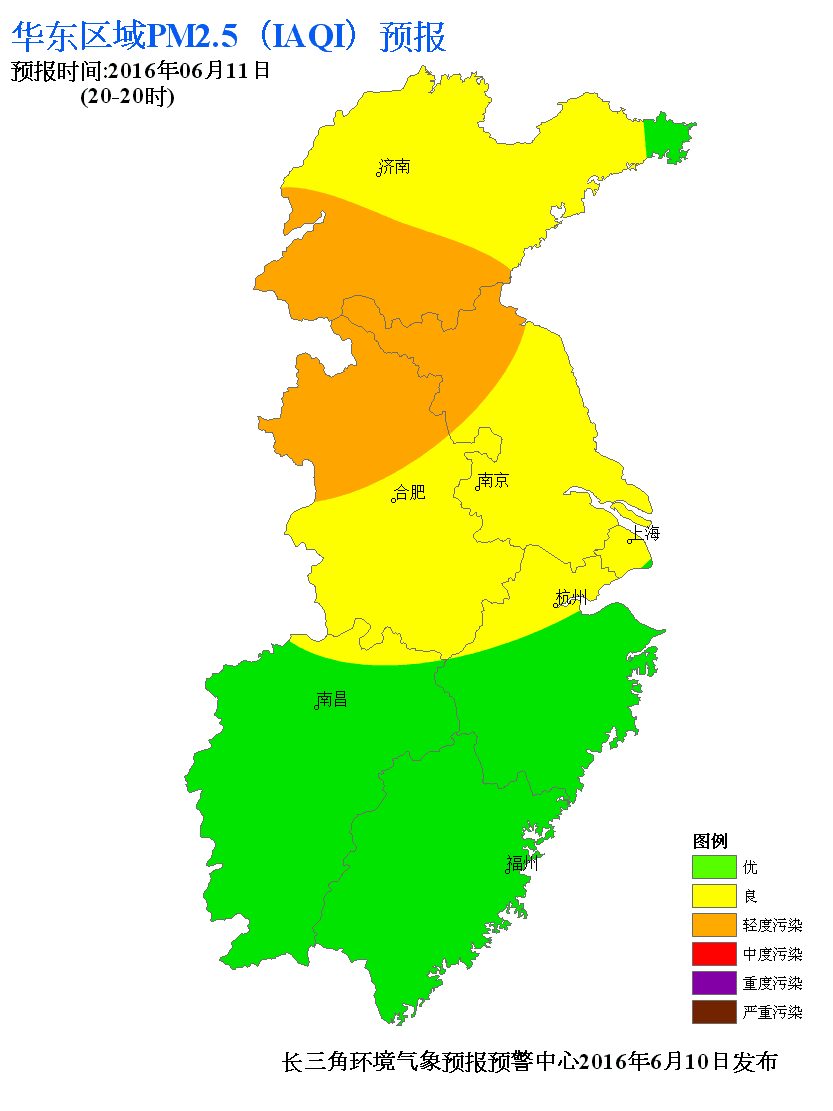 华东区域PM2.5（IAQI）预报
预报时间:2016年06月11日
(20-20时)
济南
南京
合肥
上海
杭州
南昌
福州
图例
优
良
轻度污染
中度污染
重度污染
严重污染
长三角环境气象预报预警中心2016年6月10日发布